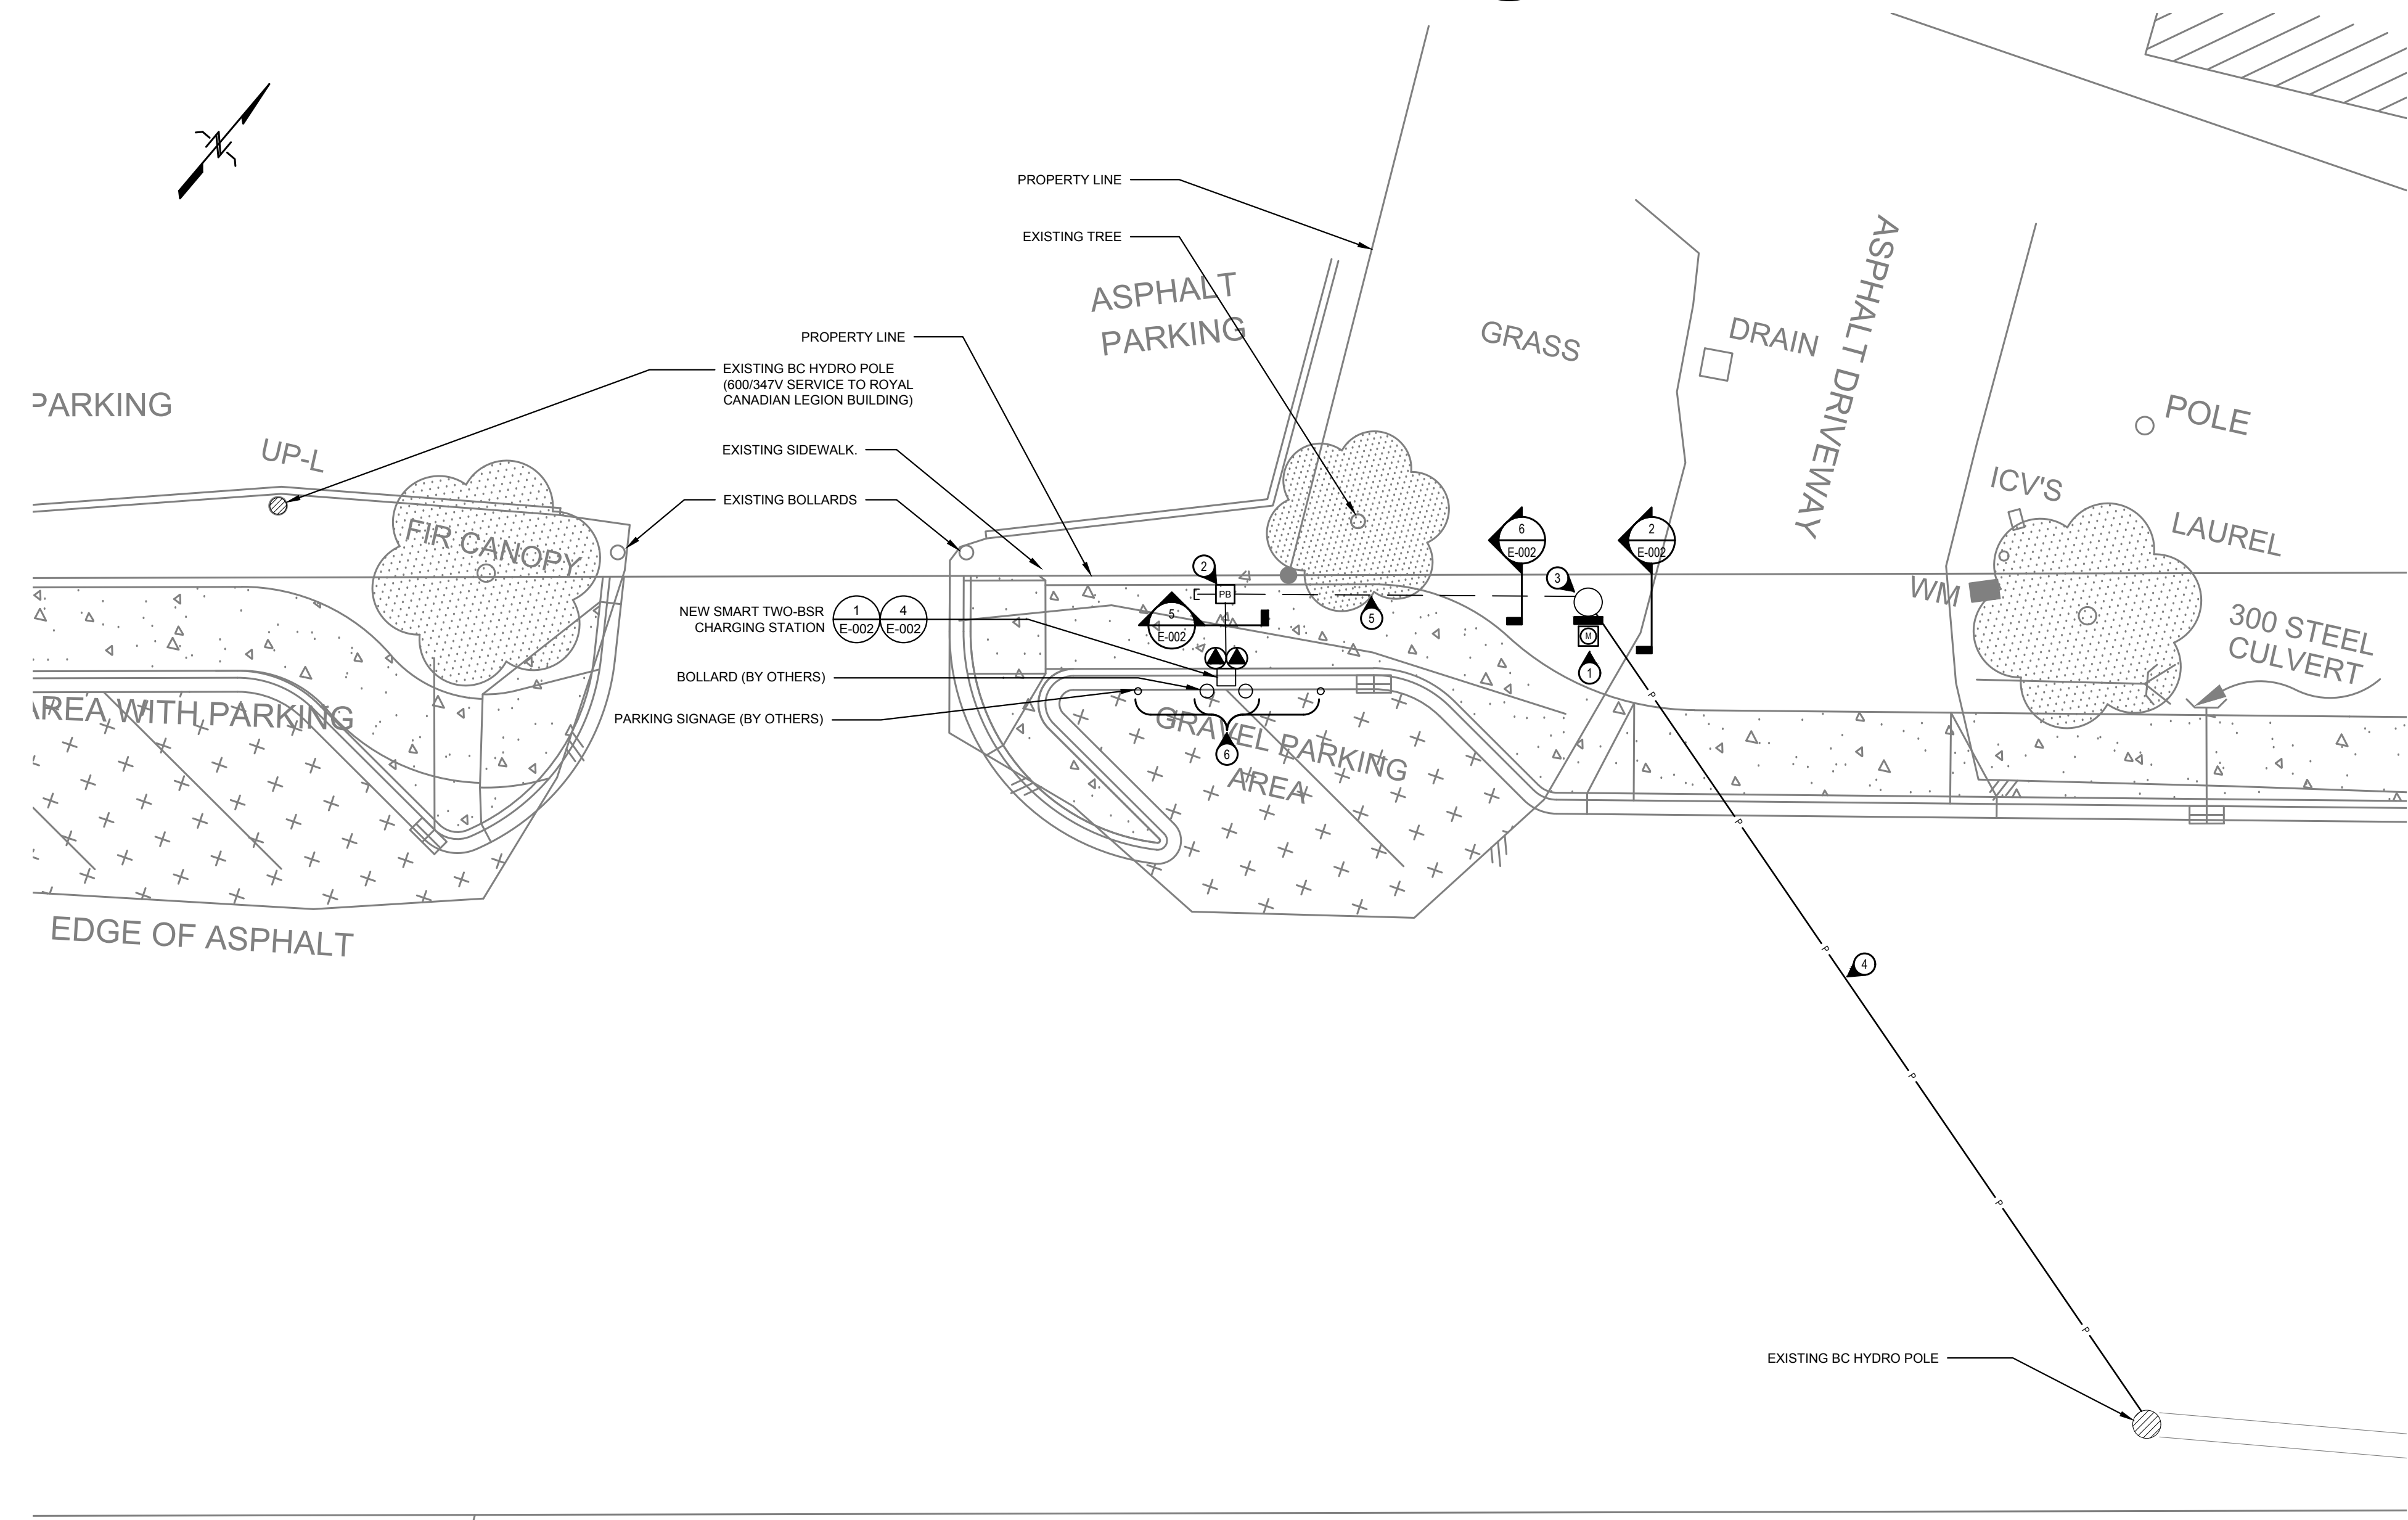 PROPERTY LINE
EXISTING TREE
ASPHALT
PARKING
GRASS
DRAIN
ASPHALT DRIVEWAY
PROPERTY LINE
EXISTING BC HYDRO POLE
(600/347V SERVICE TO ROYAL
CANADIAN LEGION BUILDING)
PARKING
UP-L
POLE
EXISTING SIDEWALK.
EXISTING BOLLARDS
ICV'S
LAUREL
FIR CANOPY
6
E-002
2
E-002
2
3
PB
WM
NEW SMART TWO-BSR
CHARGING STATION
1
E-002
4
E-002
5
E-002
5
M
1
300 STEEL
CULVERT
BOLLARD (BY OTHERS)
PARKING SIGNAGE (BY OTHERS)
AREA WITH PARKING
GRAVEL PARKING
AREA
6
P
P
EDGE OF ASPHALT
P
4
P
P
P
EXISTING BC HYDRO POLE
N